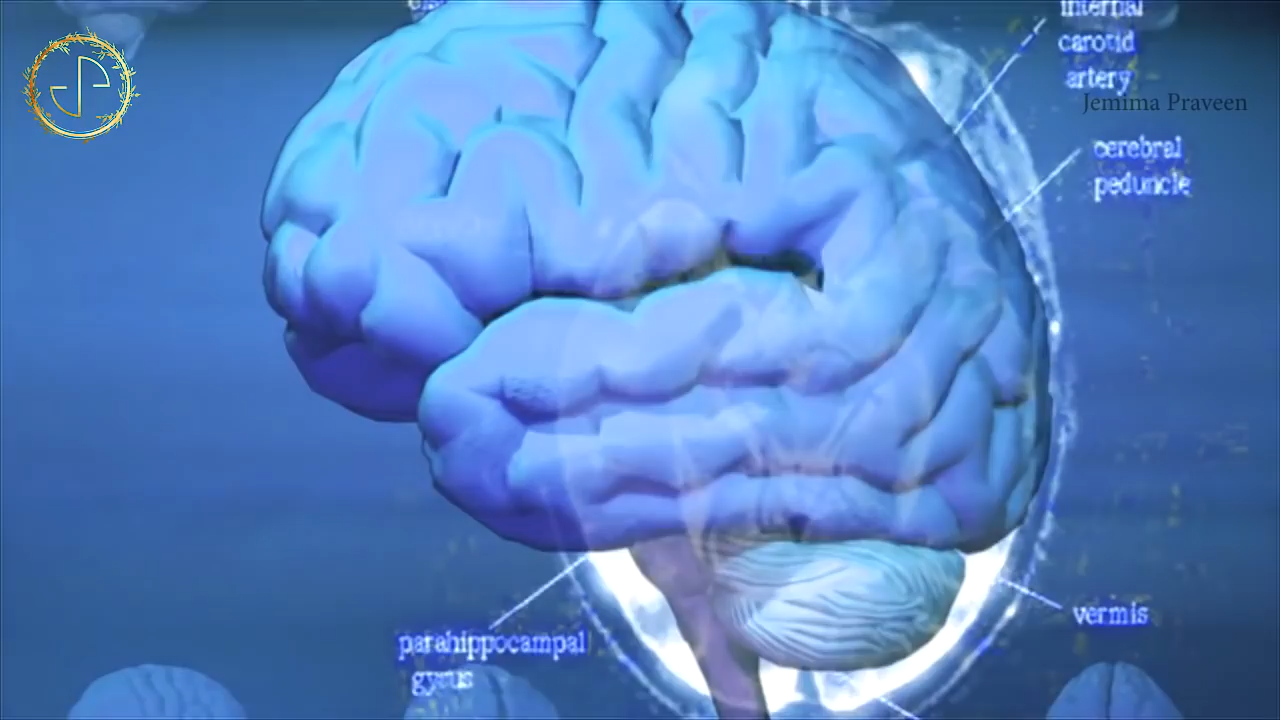 internal
carotid
artery
Jemima Praveen
cerebral
peduncle
vermis
parahippocampal
gyrus